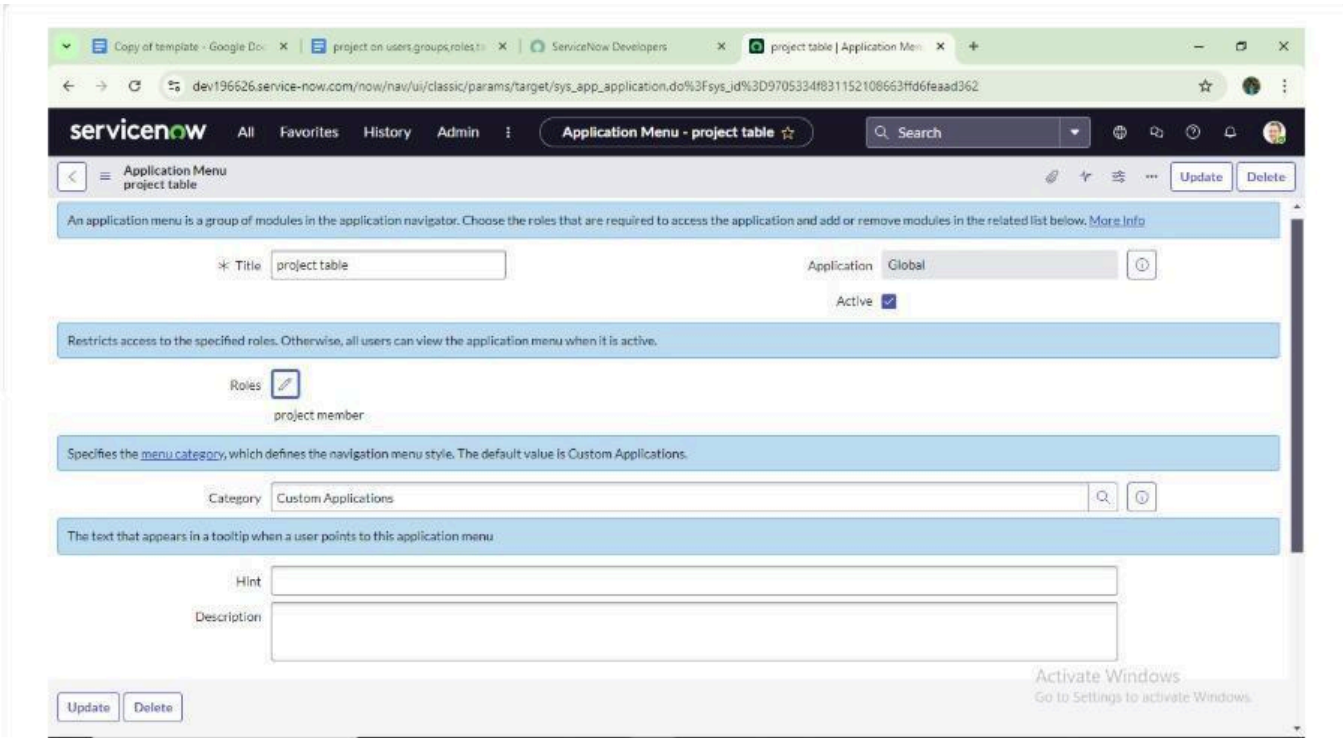 Copy of template - Google Doc
project on users,groups,roles,t
ServiceNow Developers
project table | Application Men
dev196626.service-now.com/now/nav/ui/classic/params/target/sys_app_application.do%3Fsys_id%3D9705334f831152108663ffd6feaad362
servicenow All Favorites History Admin Application Menu - project table Search
Application Menu
project table
Update Delete
An application menu is a group of modules in the application navigator. Choose the roles that are required to access the application and add or remove modules in the related list below. More Info
Title project table
Application Global
Active
Restricts access to the specified roles. Otherwise, all users can view the application menu when it is active.
Roles
project member
Specifies the menu category, which defines the navigation menu style. The default value is Custom Applications.
Category Custom Applications
The text that appears in a tooltip when a user points to this application menu
Hint
Description
Activate Windows
Go to Settings to activate Windows.
Update Delete